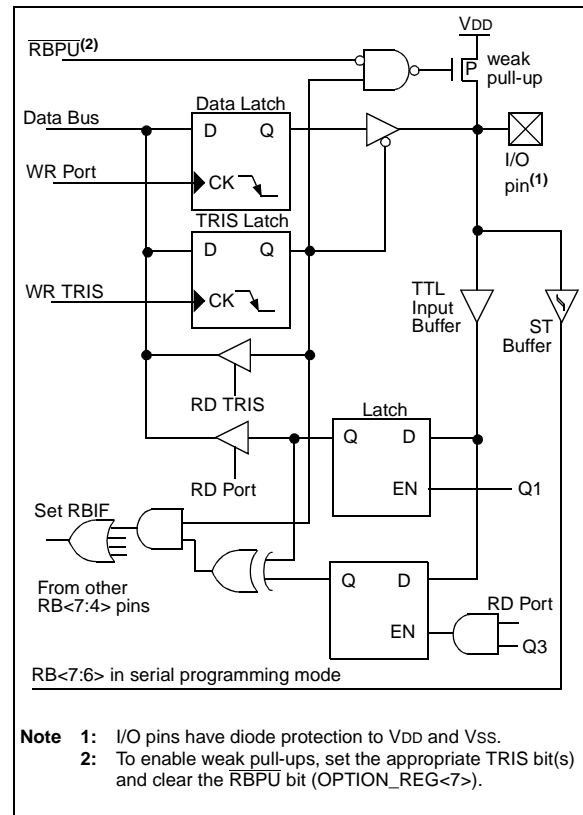 VDD
RBPU(2)
P
weak
pull-up
Data Latch
Data Bus
D
Q
I/O
pin(1)
WR Port
CK
TRIS Latch
D
Q
WR TRIS
CK
TTL
Input
Buffer
ST
Buffer
RD TRIS
Latch
Q
D
RD Port
EN
Q1
Set RBIF
From other
RB<7:4> pins
Q
D
RD Port
EN
Q3
RB<7:6> in serial programming mode
Note 1: I/O pins have diode protection to VDD and VSS.
2: To enable weak pull-ups, set the appropriate TRIS bit(s)
and clear the RBPU bit (OPTION_REG<7>).